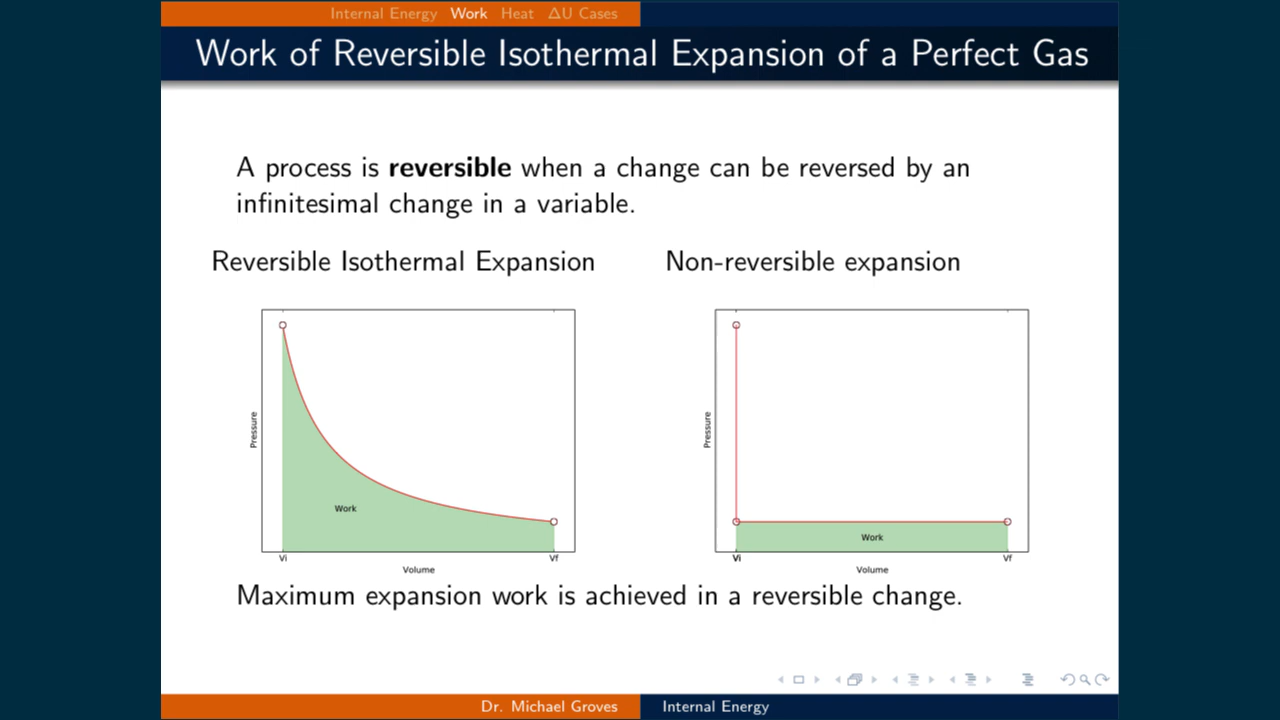 Internal Energy Work Heat ΔU Cases
Work of Reversible Isothermal Expansion of a Perfect Gas
A process is reversible when a change can be reversed by an
infinitesimal change in a variable.
Reversible Isothermal Expansion
Non-reversible expansion
Pressure
Work
Vi
Vf
Volume
Pressure
Work
Vi
Vf
Volume
Maximum expansion work is achieved in a reversible change.
Dr. Michael Groves
Internal Energy